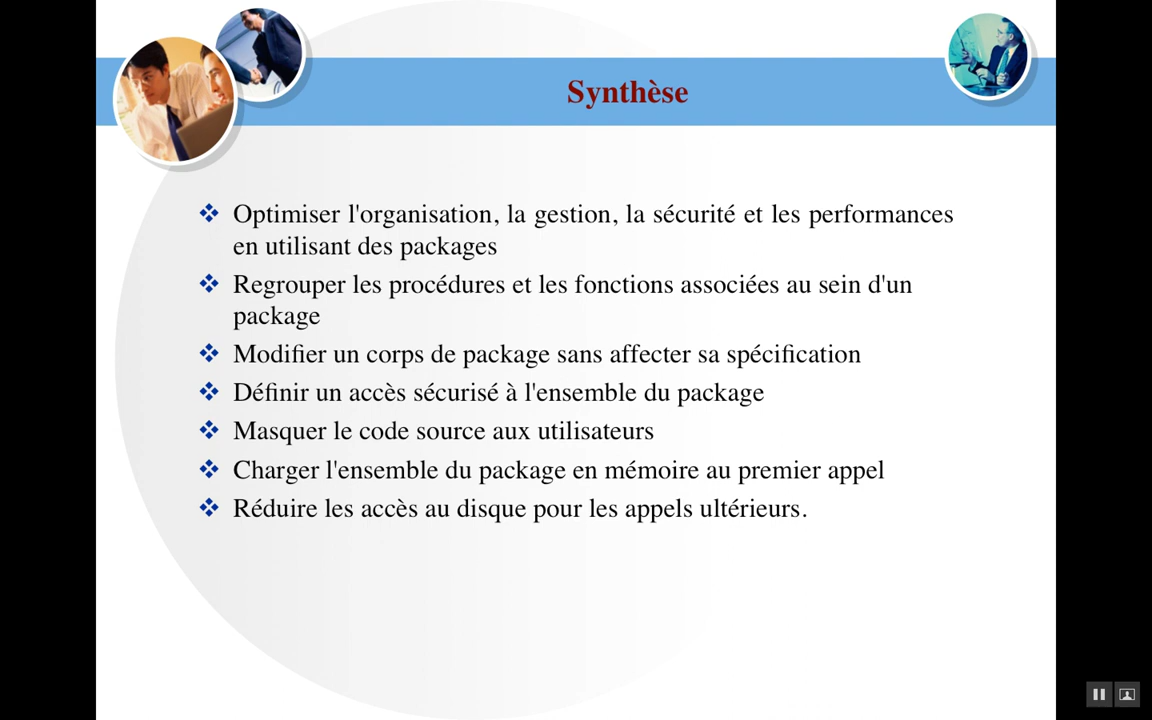 Synthèse
Optimiser l'organisation, la gestion, la sécurité et les performances
en utilisant des packages
Regrouper les procédures et les fonctions associées au sein d'un
package
Modifier un corps de package sans affecter sa spécification
Définir un accès sécurisé à l'ensemble du package
Masquer le code source aux utilisateurs
Charger l'ensemble du package en mémoire au premier appel
Réduire les accès au disque pour les appels ultérieurs.